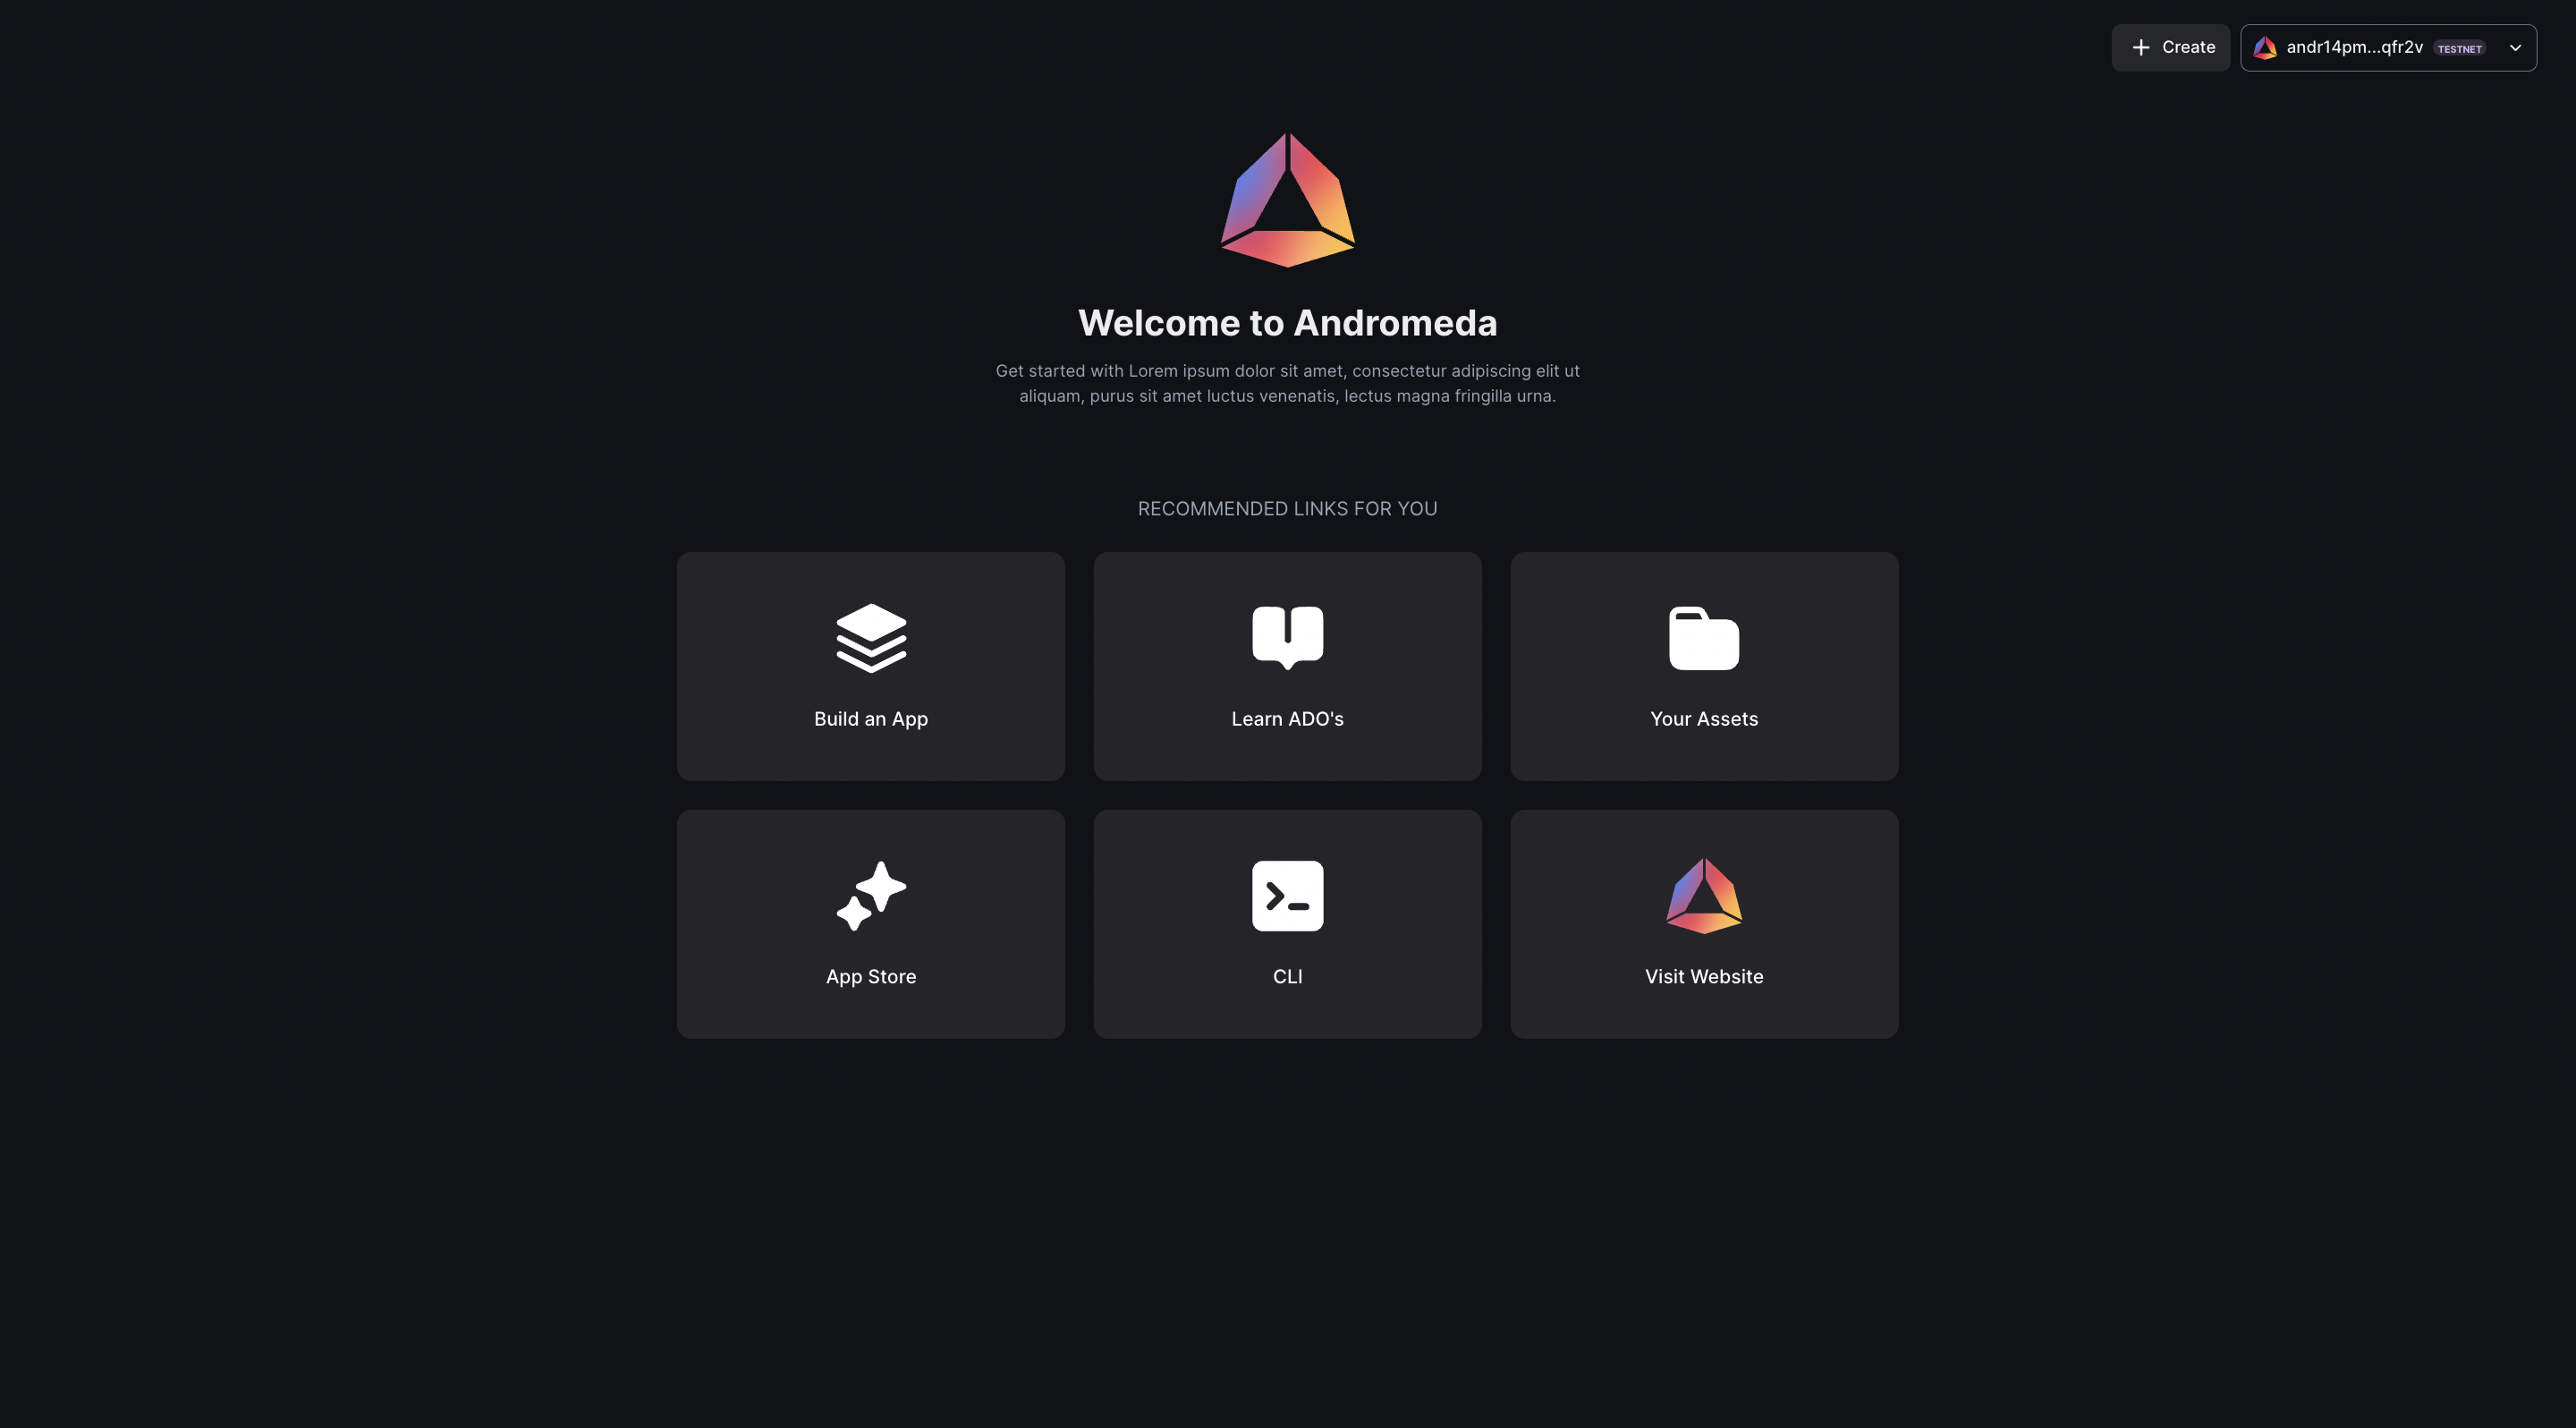 Create
andr14pm...qfr2v TESTNET
Welcome to Andromeda
Get started with Lorem ipsum dolor sit amet, consectetur adipiscing elit ut
aliquam, purus sit amet luctus venenatis, lectus magna fringilla urna.
RECOMMENDED LINKS FOR YOU
Build an App
Learn ADO's
Your Assets
App Store
CLI
Visit Website